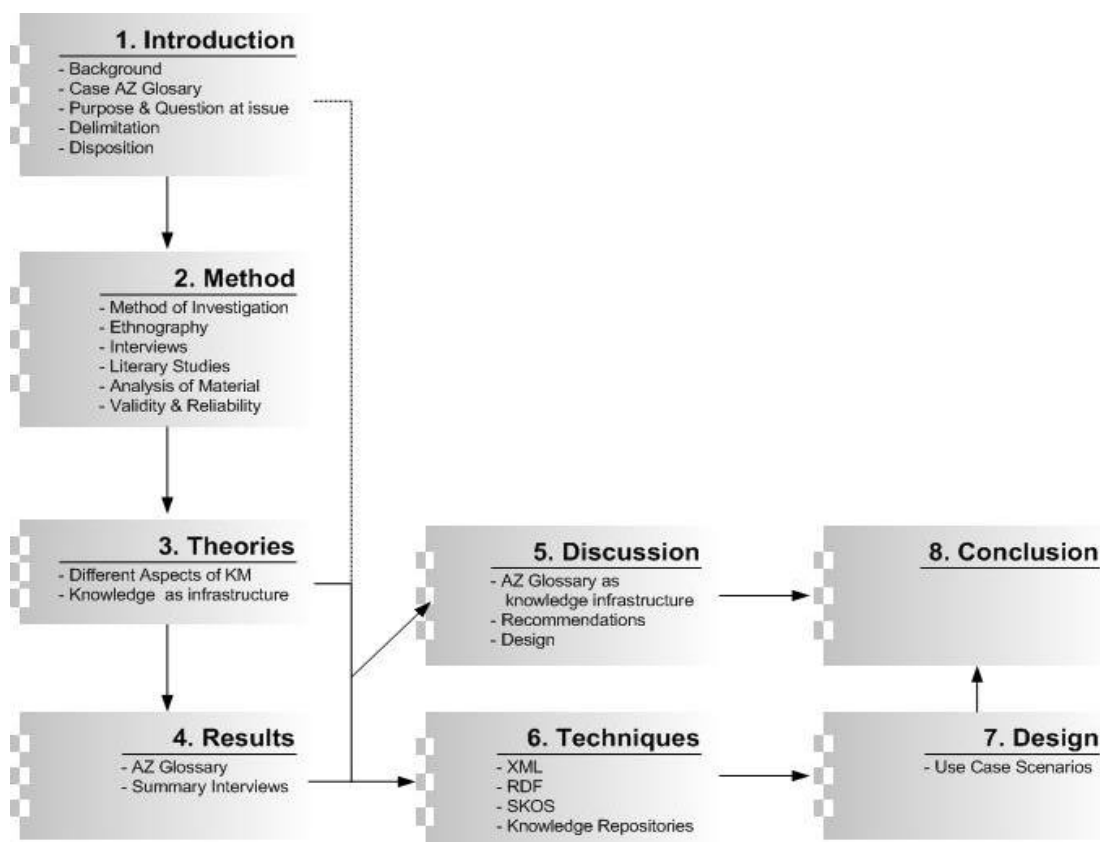 1. Introduction
- Background
- Case AZ Glosary
- Purpose & Question at issue
- Delimitation
- Disposition
2. Method
- Method of Investigation
- Ethnography
- Interviews
- Literary Studies
- Analysis of Material
- Validity & Reliability
3. Theories
- Different Aspects of KM
- Knowledge as infrastructure
4. Results
- AZ Glossary
- Summary Interviews
5. Discussion
- AZ Glossary as
knowledge infrastructure
- Recommendations
- Design
6. Techniques
- XML
- RDF
- SKOS
- Knowledge Repositories
7. Design
- Use Case Scenarios
8. Conclusion